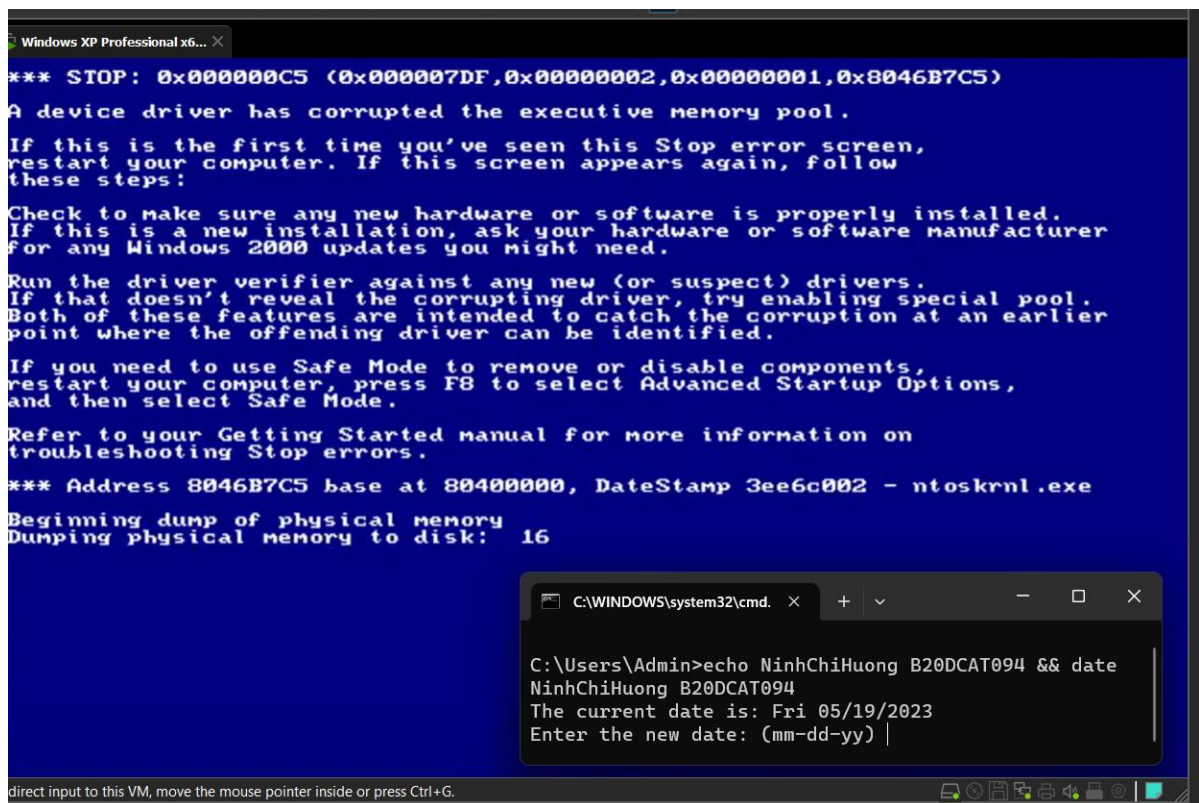 Windows XP Professional x6...
*** STOP: 0x000000C5 (0x000007DF,0x00000002,0x00000001,0x8046B7C5)
A device driver has corrupted the executive memory pool.
If this is the first time you've seen this Stop error screen,
restart your computer. If this screen appears again, follow
these steps:
Check to make sure any new hardware or software is properly installed.
If this is a new installation, ask your hardware or software manufacturer
for any Windows 2000 updates you might need.
Run the driver verifier against any new (or suspect) drivers.
If that doesn't reveal the corrupting driver, try enabling special pool.
Both of these features are intended to catch the corruption at an earlier
point where the offending driver can be identified.
If you need to use Safe Mode to remove or disable components,
restart your computer, press F8 to select Advanced Startup Options,
and then select Safe Mode.
Refer to your Getting Started manual for more information on
troubleshooting Stop errors.
*** Address 8046B7C5 base at 80400000, DateStamp 3ee6c002 - ntoskrnl.exe
Beginning dump of physical memory
Dumping physical memory to disk: 16
C:\WINDOWS\system32\cmd.
C:\Users\Admin>echo NinhChiHuong B20DCAT094 && date
NinhChiHuong B20DCAT094
The current date is: Fri 05/19/2023
Enter the new date: (mm-dd-yy)
direct input to this VM, move the mouse pointer inside or press Ctrl+G.